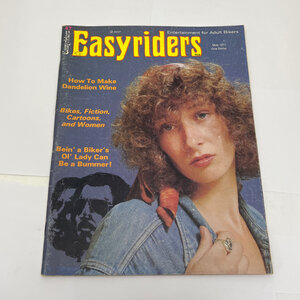 Easyriders
Entertainment for Adult Bikers
How To Make
Dandelion Wine
Bikes, Fiction,
Cartoons,
and Women
Bein' a Biker's
Ol' Lady Can
Be a Bummer!